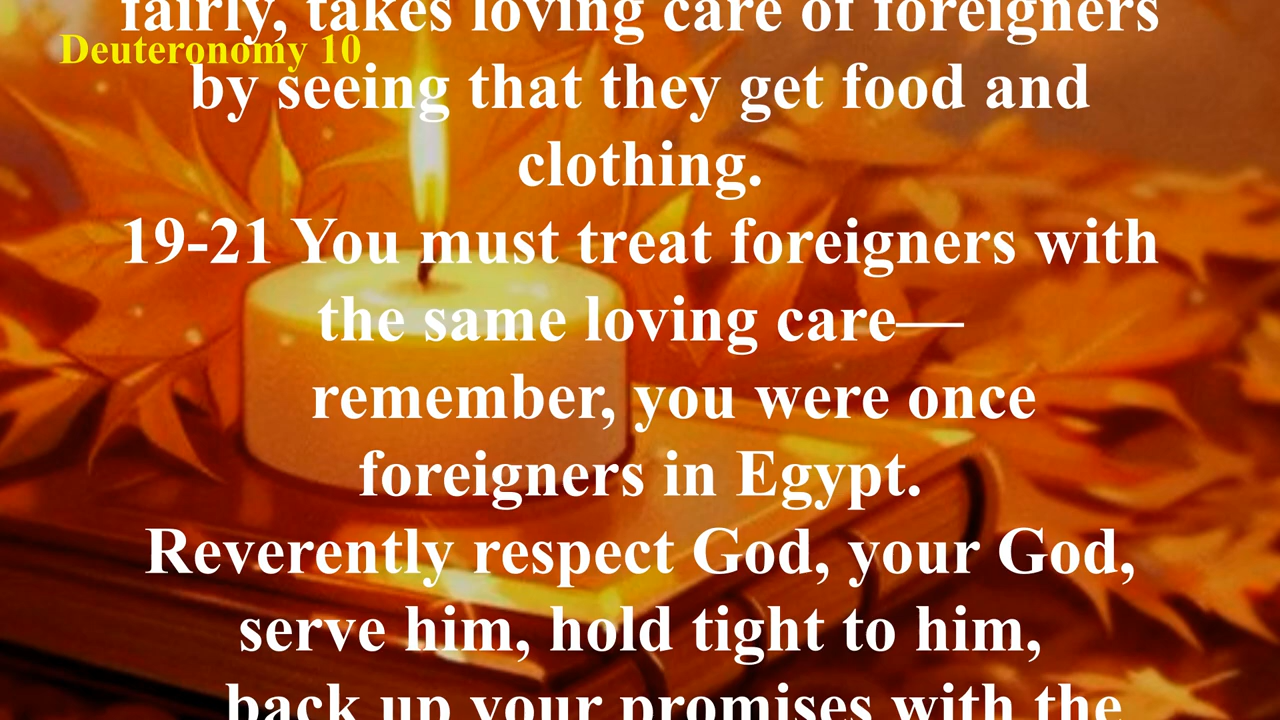 fairly, takes loving care of foreigners
Deuteronomy 10
by seeing that they get food and
clothing.
19-21 You must treat foreigners with
the same loving care—
remember, you were once
foreigners in Egypt.
Reverently respect God, your God,
serve him, hold tight to him,
back up your promises with the